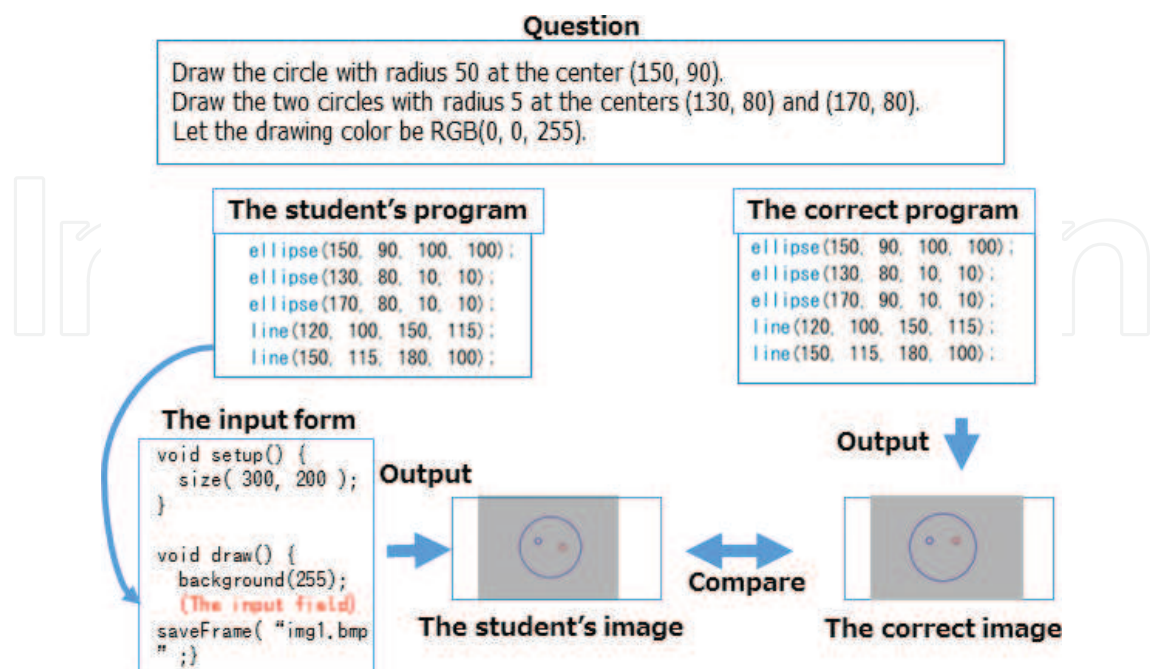 Question
Draw the circle with radius 50 at the center (150, 90).
Draw the two circles with radius 5 at the centers (130, 80) and (170, 80).
Let the drawing color be RGB(0, 0, 255).
The student's program
ellipse(150, 90, 100, 100);
ellipse(130, 80, 10, 10);
ellipse(170, 80, 10, 10);
line(120, 100, 150, 115);
line(150, 115, 180, 100);
The correct program
ellipse(150, 90, 100, 100);
ellipse(130, 80, 10, 10);
ellipse(170, 90, 10, 10);
line(120, 100, 150, 115);
line(150, 115, 180, 100);
The input form
void setup() {
size( 300, 200 );
}
void draw() {
background(255);
(The input field)
saveFrame( "img1.bmp
" ;}
Output
The student's image
Compare
Output
The correct image